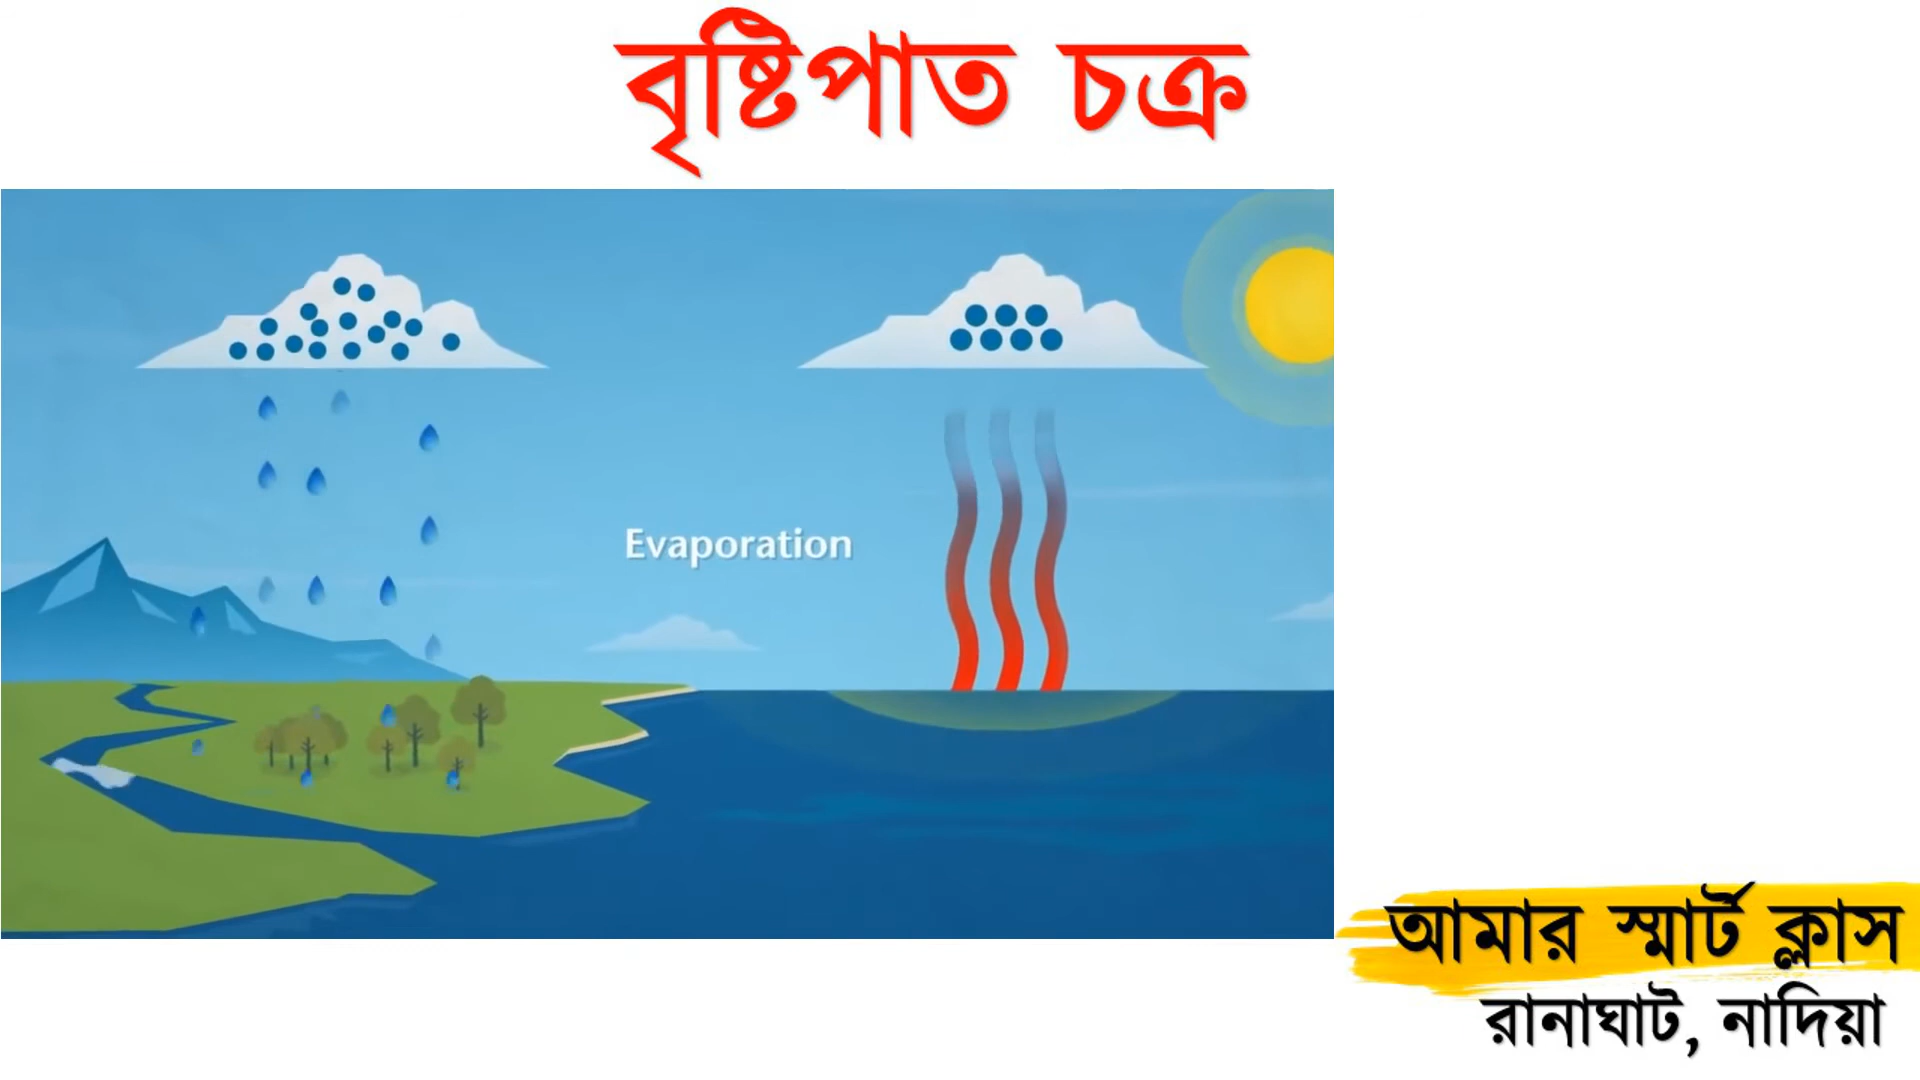 বৃষ্টিপাত চক্র
Evaporation
আমার স্মার্ট ক্লাস
রানাঘাট, নাদিয়া